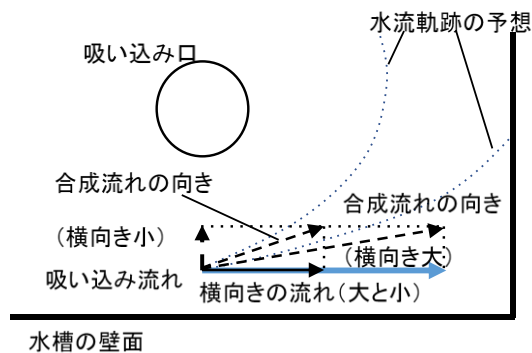 水流軌跡の予想
吸い込み口
合成流れの向き
合成流れの向き
(横向き小)
(横向き大)
吸い込み流れ
横向きの流れ(大と小)
水槽の壁面